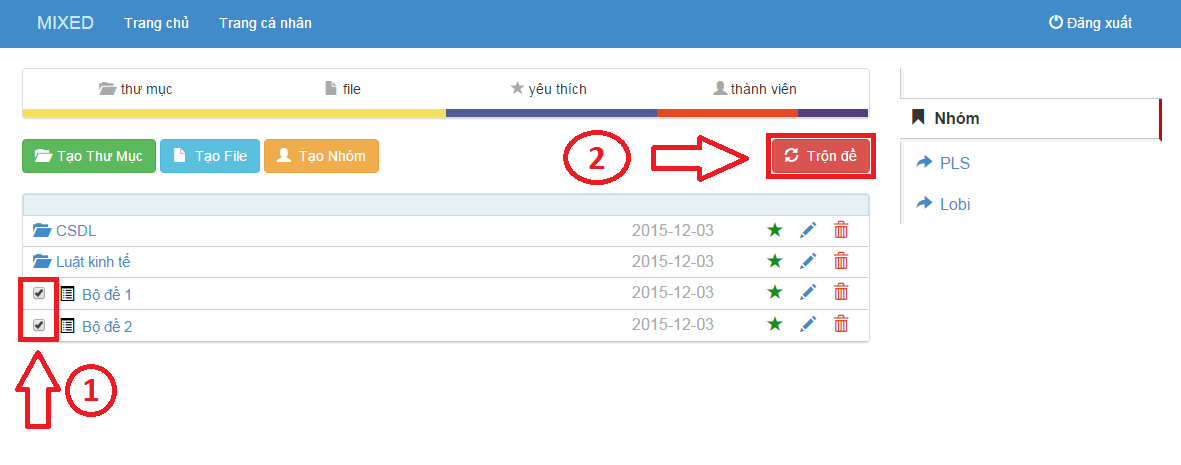 MIXED Trang chủ Trang cá nhân Đăng xuất
thư mục file yêu thích thành viên
Nhóm
Tạo Thư Mục Tạo File Tạo Nhóm 2 Trộn đề
PLS
Lobi
CSDL 2015-12-03
Luật kinh tế 2015-12-03
Bộ đề 1 2015-12-03
Bộ đề 2 2015-12-03
1